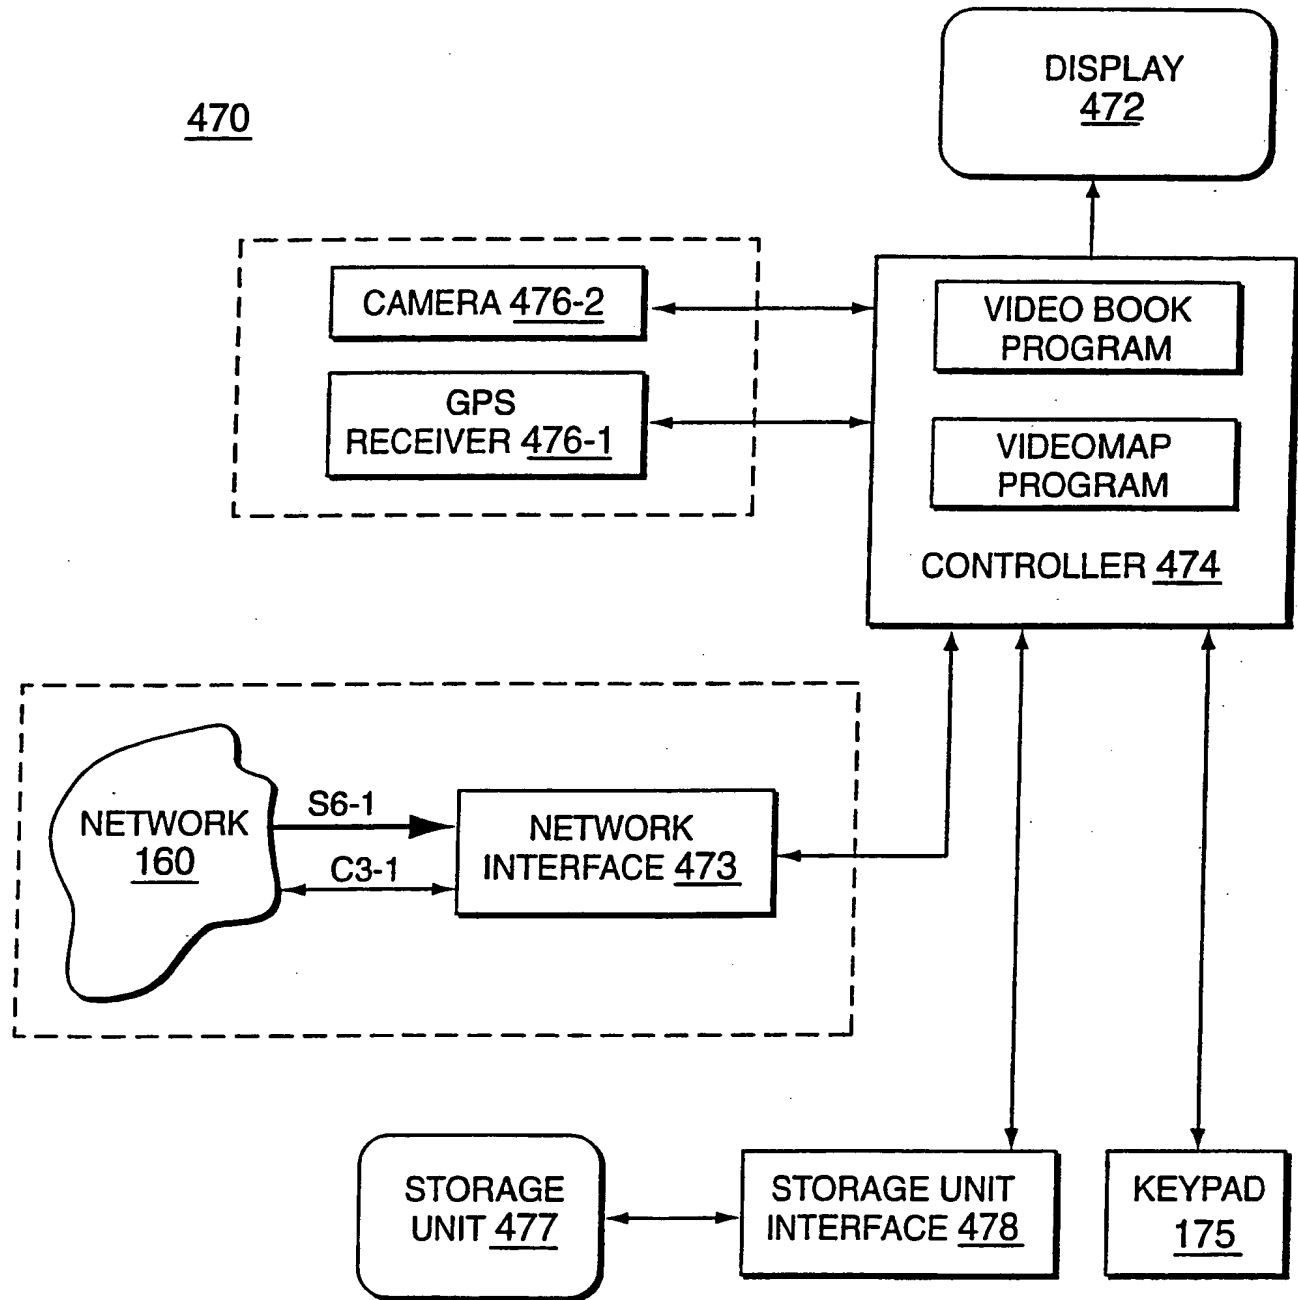 470
DISPLAY
472
CAMERA 476-2
GPS
RECEIVER 476-1
VIDEO BOOK
PROGRAM
VIDEOMAP
PROGRAM
CONTROLLER 474
NETWORK
160
S6-1
C3-1
NETWORK
INTERFACE 473
STORAGE
UNIT 477
STORAGE UNIT
INTERFACE 478
KEYPAD
175